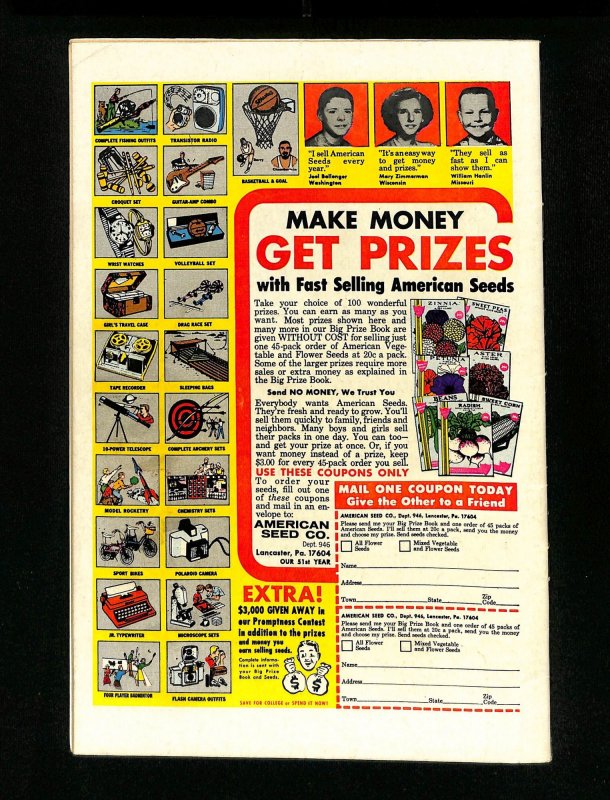 COMPLETE FISHING OUTFITS
TRANSISTOR RADIO
BASKETBALL & GOAL
CROQUET SET
GUITAR-AMP COMBO
WRIST WATCHES
VOLLEYBALL SET
GIRL'S TRAVEL CASE
DRAG RACE SET
TAPE RECORDER
SLEEPING BAGS
10-POWER TELESCOPE
COMPLETE ARCHERY SETS
MODEL ROCKETRY
CHEMISTRY SETS
SPORT BIKES
POLAROID CAMERA
JR. TYPEWRITER
MICROSCOPE SETS
FOUR PLAYER BADMINTON
FLASH CAMERA OUTFITS
"I sell American
Seeds every
year."
Joel Ballenger
Washington
"It's an easy way
to get money
and prizes."
Mary Zimmerman
Wisconsin
"They sell as
fast as I can
show them."
William Hanlin
Missouri
MAKE MONEY
GET PRIZES
with Fast Selling American Seeds
Take your choice of 100 wonderful
prizes. You can earn as many as you
want. Most prizes shown here and
many more in our Big Prize Book are
given WITHOUT COST for selling just
one 45-pack order of American Vege-
table and Flower Seeds at 20c a pack.
Some of the larger prizes require more
sales or extra money as explained in
the Big Prize Book.
Send NO MONEY, We Trust You
Everybody wants American Seeds.
They're fresh and ready to grow. You'll
sell them quickly to family, friends and
neighbors. Many boys and girls sell
their packs in one day. You can too—
and get your prize at once. Or, if you
want money instead of a prize, keep
$3.00 for every 45-pack order you sell.
USE THESE COUPONS ONLY
To order your
seeds, fill out one
of these coupons
and mail in an en-
velope to:
AMERICAN
SEED CO.
Dept. 946
Lancaster, Pa. 17604
OUR 51st YEAR
ZINNIA
SWEET PEAS
PETUNIA
ASTER
BEANS
RADISH
SWEET CORN
MAIL ONE COUPON TODAY
Give the Other to a Friend
AMERICAN SEED CO., Dept. 946, Lancaster, Pa. 17604
Please send me your Big Prize Book and one order of 45 packs of
American Seeds. I'll sell them at 20c a pack, send you the money
and choose my prize. Send seeds checked.
All Flower
Seeds
Mixed Vegetable
and Flower Seeds
Name
Address
Town State Zip Code
AMERICAN SEED CO., Dept. 946, Lancaster, Pa. 17604
Please send me your Big Prize Book and one order of 45 packs of
American Seeds. I'll sell them at 20c a pack, send you the money
and choose my prize. Send seeds checked.
All Flower
Seeds
Mixed Vegetable
and Flower Seeds
Name
Address
Town State Zip Code
EXTRA!
$3,000 GIVEN AWAY in
our Promptness Contest
In addition to the prizes
and money you
earn selling seeds.
Complete informa-
tion is sent with
your Big Prize
Book and Seeds.
$ $
SAVE FOR COLLEGE or SPEND IT NOW!